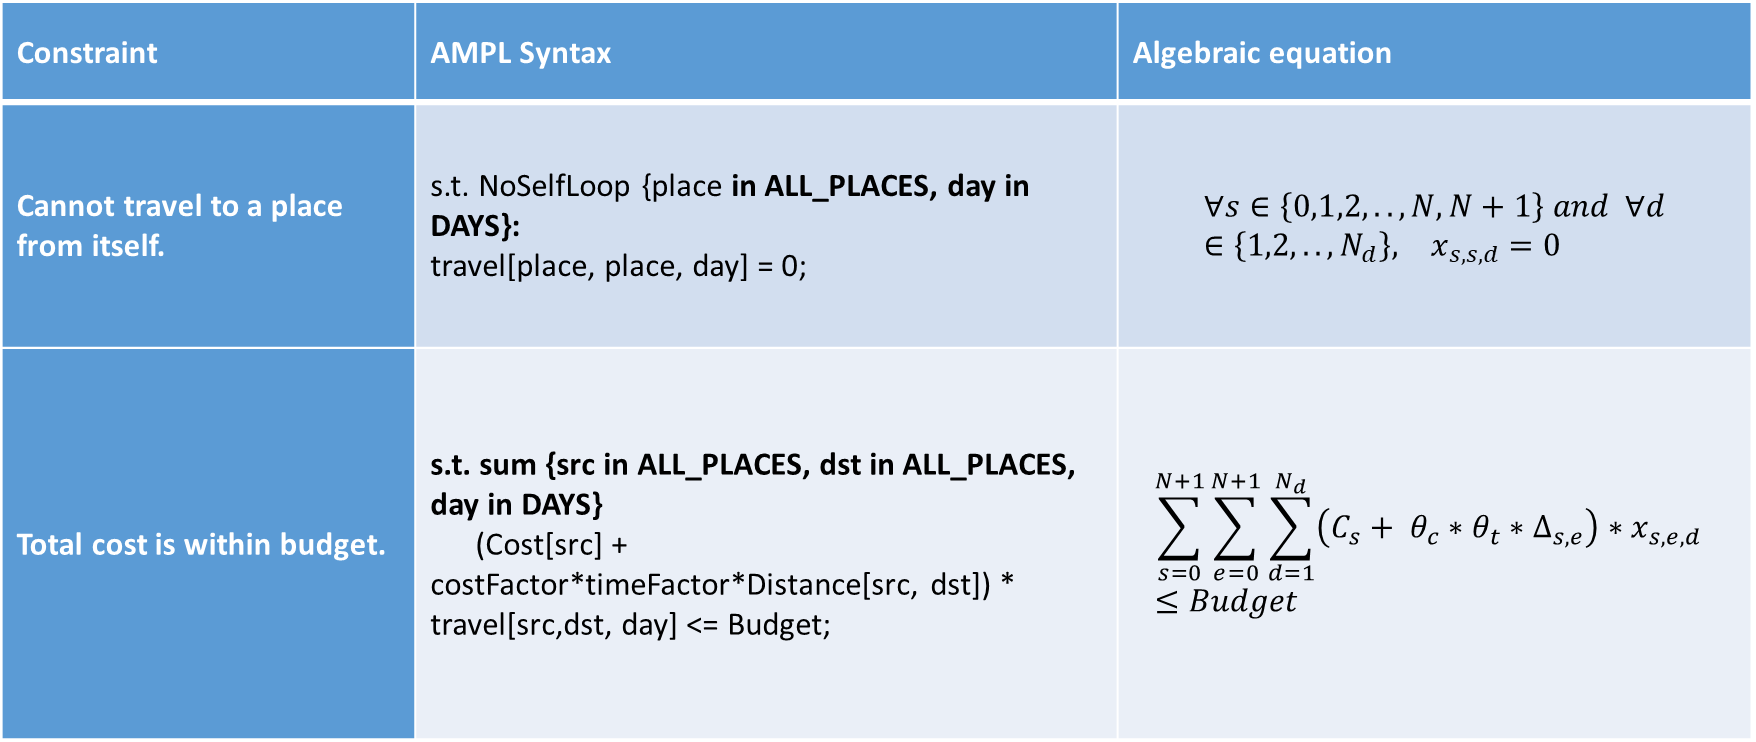 Constraint
AMPL Syntax
Algebraic equation
Cannot travel to a place
from itself.
s.t. NoSelfLoop {place in ALL_PLACES, day in
DAYS}:
travel[place, place, day] = 0;
∀s ∈ {0,1,2,..,N,N + 1} and ∀d
∈ {1,2,..,N_d}, x_{s,s,d} = 0
Total cost is within budget.
s.t. sum {src in ALL_PLACES, dst in ALL_PLACES,
day in DAYS}
(Cost[src] +
costFactor*timeFactor*Distance[src, dst]) *
travel[src,dst, day] <= Budget;
∑_{s=0}^{N+1} ∑_{e=0}^{N+1} ∑_{d=1}^{N_d} (C_s + θ_c * θ_t * Δ_{s,e}) * x_{s,e,d}
≤ Budget